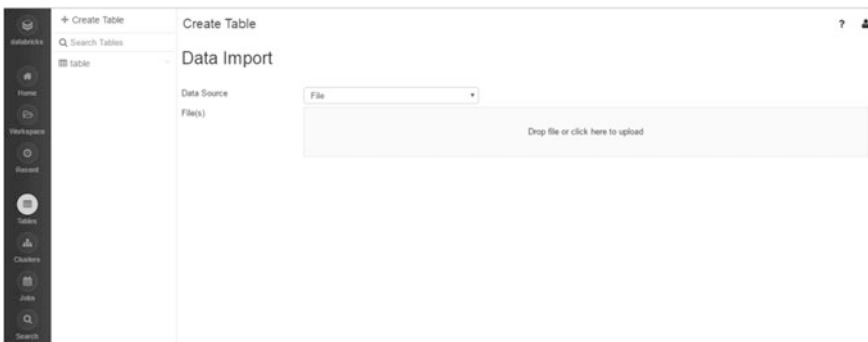 databricks
Home
Workspace
Recent
Tables
Clusters
Jobs
Search
+ Create Table
Search Tables
table
Create Table
?
Data Import
Data Source
File
File(s)
Drop file or click here to upload